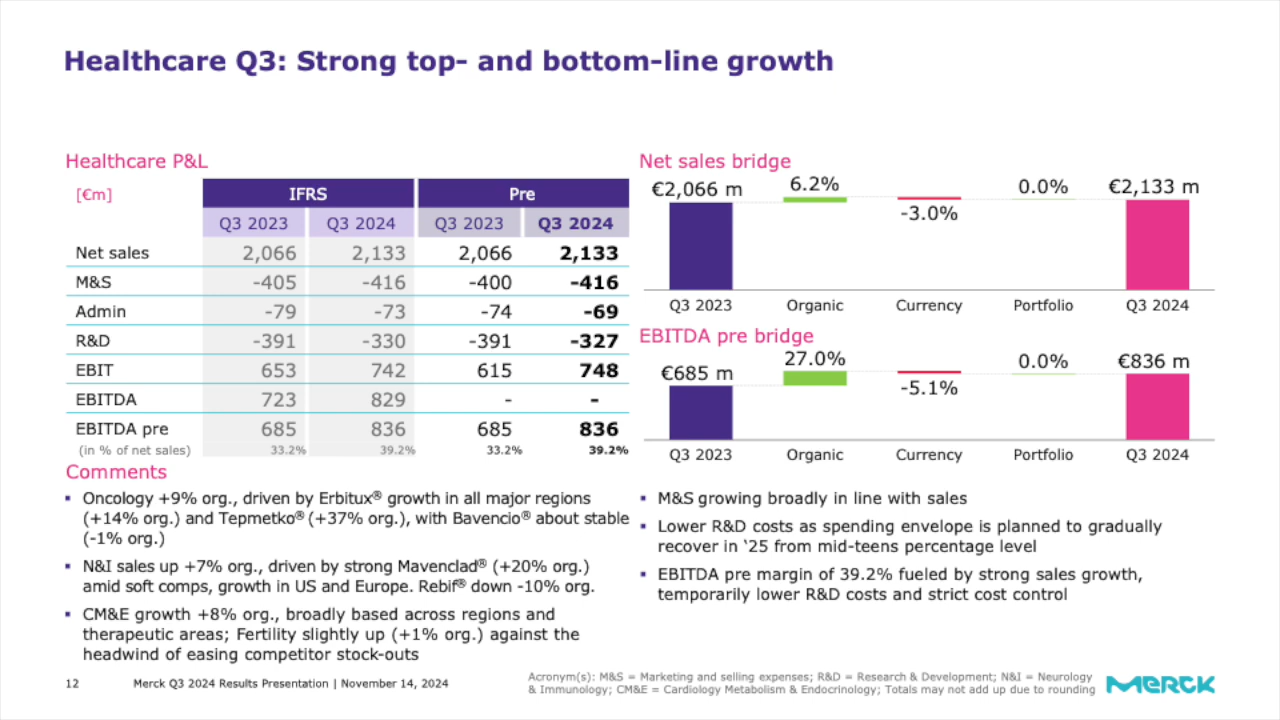 Healthcare Q3: Strong top- and bottom-line growth
Healthcare P&L
[€m]
IFRS Pre
Q3 2023 Q3 2024 Q3 2023 Q3 2024
Net sales 2,066 2,133 2,066 2,133
M&S -405 -416 -400 -416
Admin -79 -73 -74 -69
R&D -391 -330 -391 -327
EBIT 653 742 615 748
EBITDA 723 829 - -
EBITDA pre 685 836 685 836
(in % of net sales) 33.2% 39.2% 33.2% 39.2%
Net sales bridge
€2,066 m 6.2% -3.0% 0.0% €2,133 m
Q3 2023 Organic Currency Portfolio Q3 2024
EBITDA pre bridge
€685 m 27.0% -5.1% 0.0% €836 m
Q3 2023 Organic Currency Portfolio Q3 2024
Comments
▪ Oncology +9% org., driven by Erbitux® growth in all major regions
(+14% org.) and Tepmetko® (+37% org.), with Bavencio® about stable
(-1% org.)
▪ N&I sales up +7% org., driven by strong Mavenclad® (+20% org.)
amid soft comps, growth in US and Europe. Rebif® down -10% org.
▪ CM&E growth +8% org., broadly based across regions and
therapeutic areas; Fertility slightly up (+1% org.) against the
headwind of easing competitor stock-outs
▪ M&S growing broadly in line with sales
▪ Lower R&D costs as spending envelope is planned to gradually
recover in ‘25 from mid-teens percentage level
▪ EBITDA pre margin of 39.2% fueled by strong sales growth,
temporarily lower R&D costs and strict cost control
12 Merck Q3 2024 Results Presentation | November 14, 2024
Acronym(s): M&S = Marketing and selling expenses; R&D = Research & Development; N&I = Neurology
& Immunology; CM&E = Cardiology Metabolism & Endocrinology; Totals may not add up due to rounding
MERCK